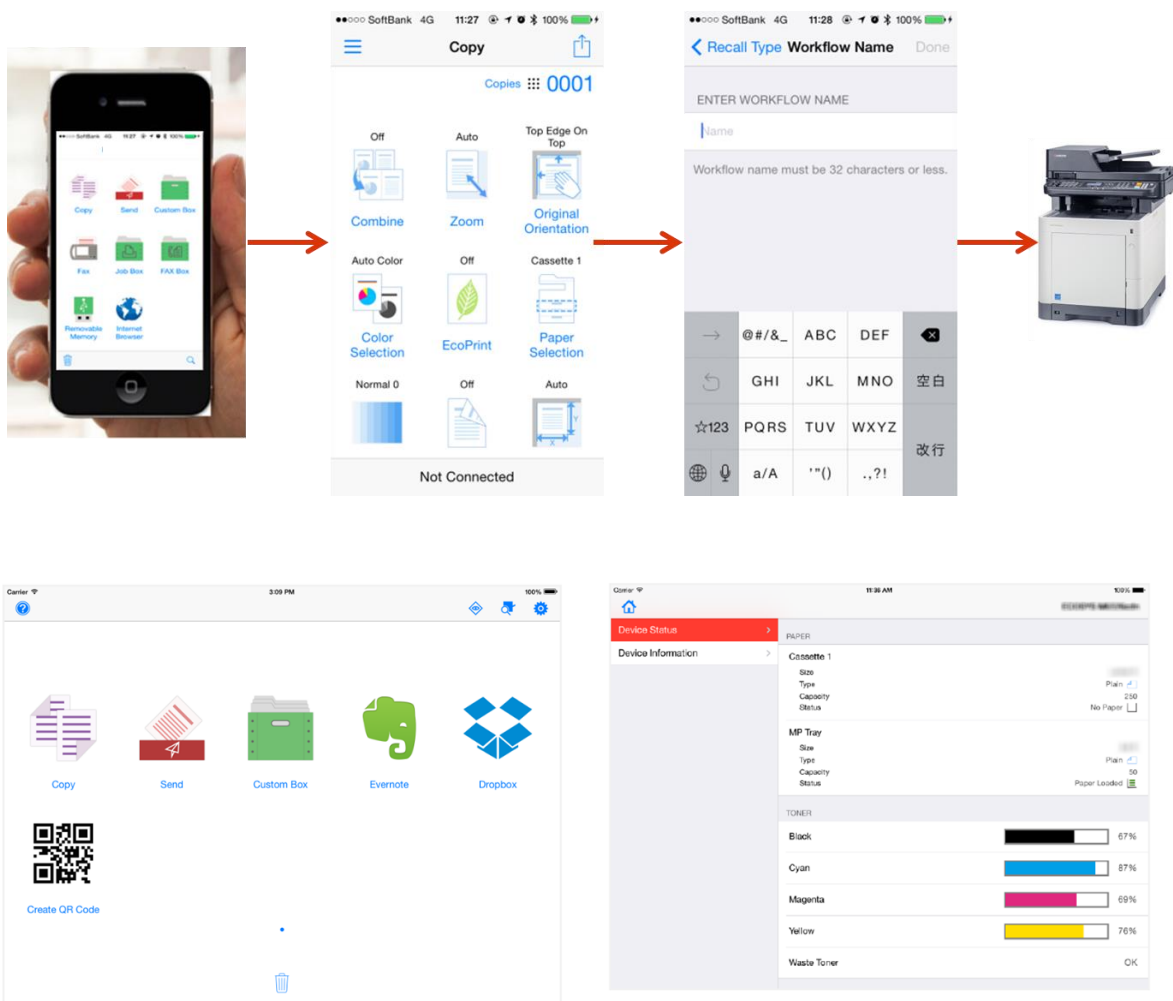 ●●○○○ SoftBank 4G 11:27 100%
Copy Send Custom Box
Fax Job Box FAX Box
Removable Memory
Internet Browser
●●○○○ SoftBank 4G 11:27 100%
Copy
Copies 0001
Off
Combine
Auto
Zoom
Top Edge On Top
Original Orientation
Auto Color
Color Selection
Off
EcoPrint
Cassette 1
Paper Selection
Normal 0
Off
Auto
Y
X
Not Connected
●●○○○ SoftBank 4G 11:28 100%
Recall Type Workflow Name Done
ENTER WORKFLOW NAME
Name
Workflow name must be 32 characters or less.
→ @#/&_ ABC DEF
GHI JKL MNO 空白
☆123 PQRS TUV WXYZ
改行
a/A '"() .,?!
Carrier 3:09 PM 100%
?
Copy Send Custom Box Evernote Dropbox
Create QR Code
Carrier 11:36 AM 100%
Device Status
Device Information
PAPER
Cassette 1
Size
Type Plain
Capacity 250
Status No Paper
MP Tray
Size
Type Plain
Capacity 50
Status Paper Loaded
TONER
Black 67%
Cyan 87%
Magenta 69%
Yellow 76%
Waste Toner OK